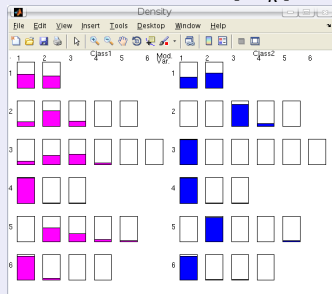 Density
File Edit View Insert Tools Desktop Window Help
Class1 Mod. Class2
1 2 3 4 5 6 Var. 1 2 3 4 5 6
1 1
2 2
3 3
4 4
5 5
6 6